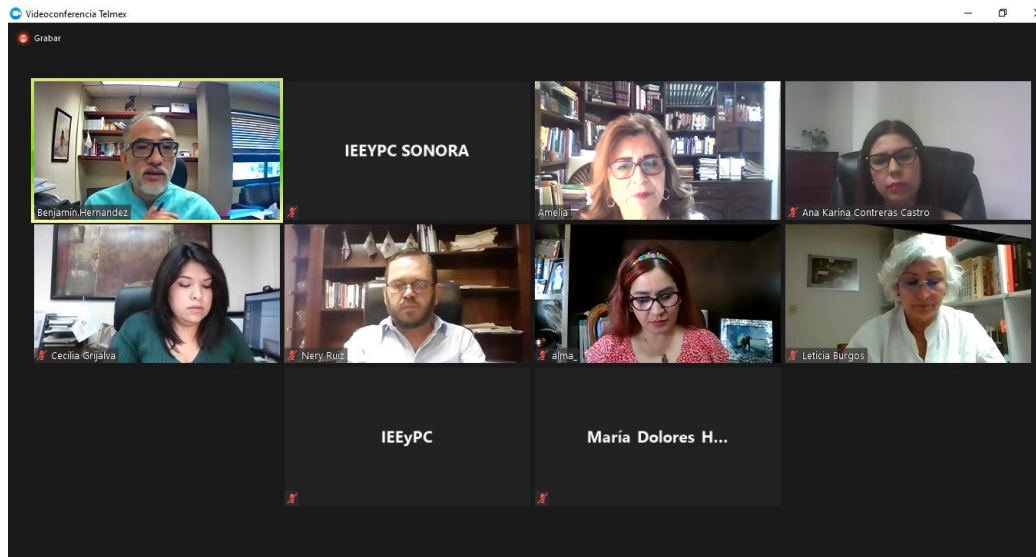 Videoconferencia Telmex
Grabar
Benjamin.Hernandez
IEEYPC SONORA
Amelia
Ana Karina Contreras Castro
Cecilia Grijalva
Nery Ruiz
alma_
Leticia Burgos
IEEyPC
María Dolores H...